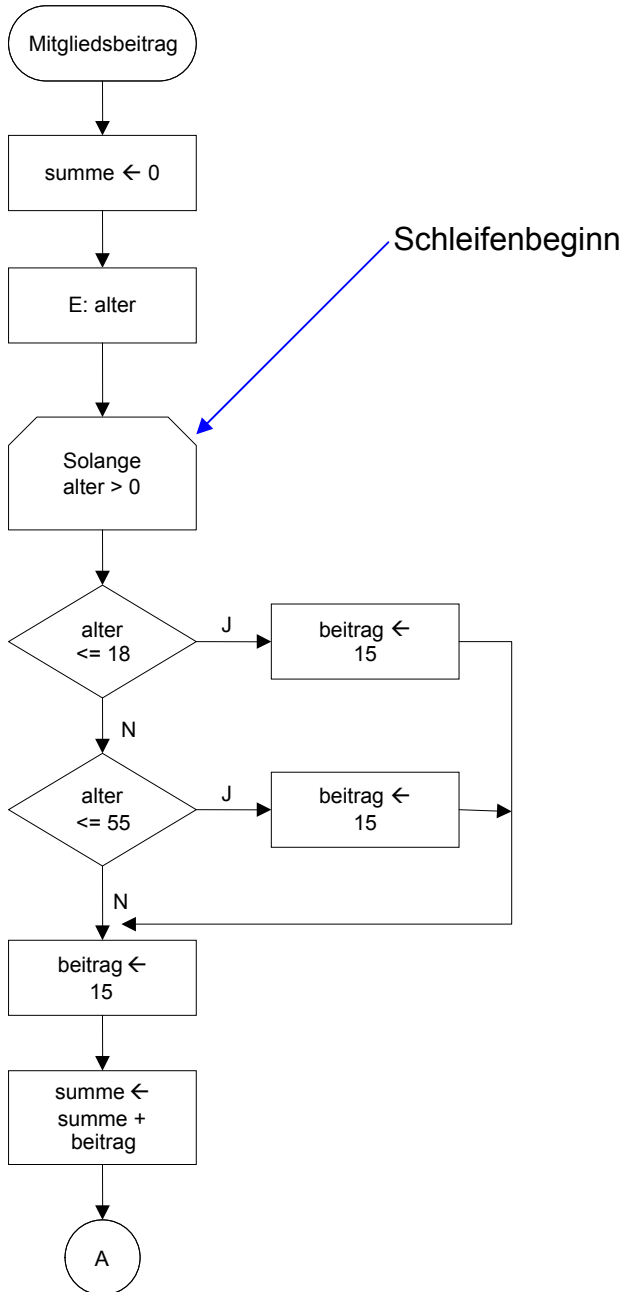 Mitgliedsbeitrag
summe ← 0
Schleifenbeginn
E: alter
Solange
alter > 0
alter
<= 18
J
beitrag ←
15
N
alter
<= 55
J
beitrag ←
15
N
beitrag ←
15
summe ←
summe +
beitrag
A